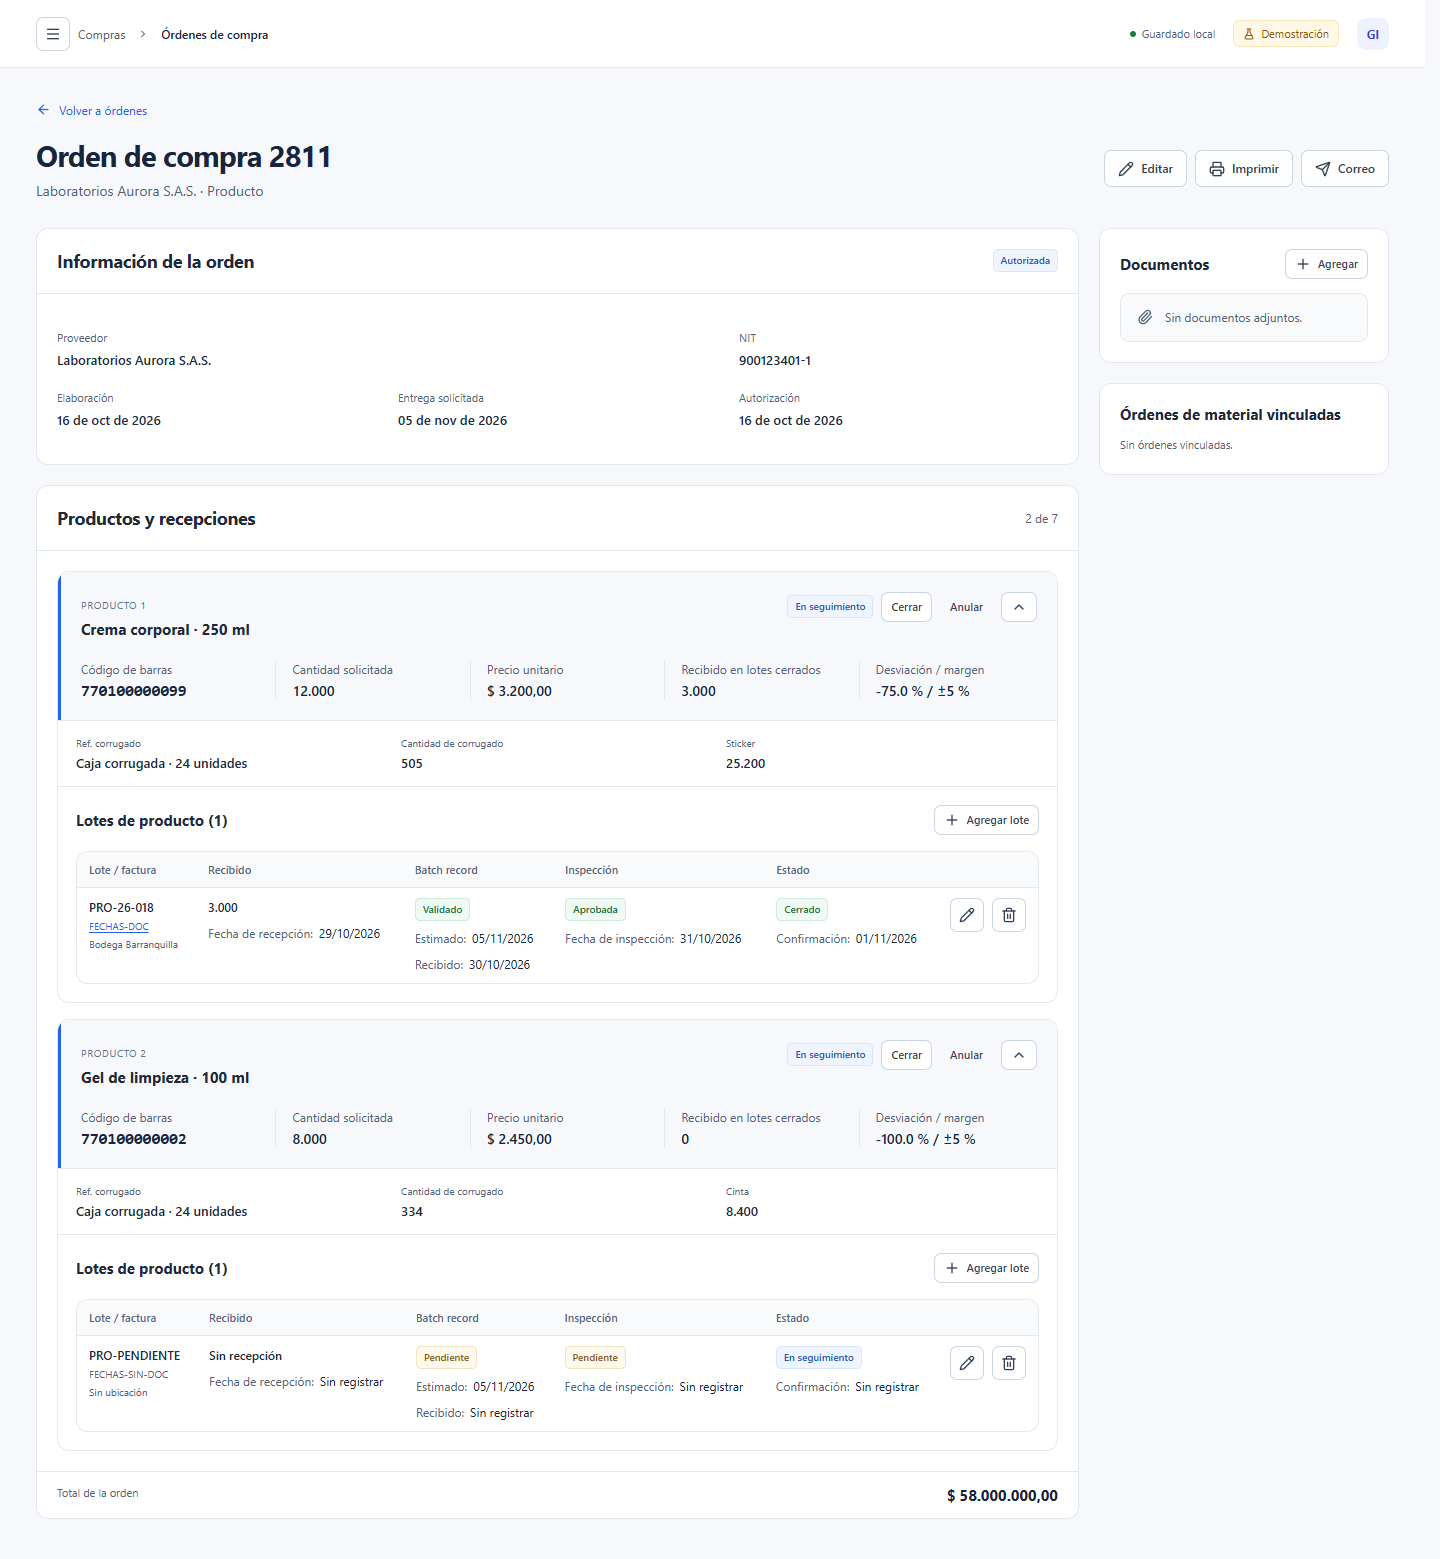 Compras > Órdenes de compra
Guardado local
Demostración
GI
Volver a órdenes
Orden de compra 2811
Laboratorios Aurora S.A.S. · Producto
Editar
Imprimir
Correo
Información de la orden
Autorizada
Proveedor
Laboratorios Aurora S.A.S.
NIT
900123401-1
Elaboración
16 de oct de 2026
Entrega solicitada
05 de nov de 2026
Autorización
16 de oct de 2026
Documentos
Agregar
Sin documentos adjuntos.
Órdenes de material vinculadas
Sin órdenes vinculadas.
Productos y recepciones
2 de 7
PRODUCTO 1
Crema corporal · 250 ml
En seguimiento
Cerrar
Anular
Código de barras
770100000099
Cantidad solicitada
12.000
Precio unitario
$ 3.200,00
Recibido en lotes cerrados
3.000
Desviación / margen
-75.0 % / ±5 %
Ref. corrugado
Caja corrugada · 24 unidades
Cantidad de corrugado
505
Sticker
25.200
Lotes de producto (1)
Agregar lote
Lote / factura
Recibido
Batch record
Inspección
Estado
PRO-26-018
FECHAS-DOC
Bodega Barranquilla
3.000
Fecha de recepción: 29/10/2026
Validado
Estimado: 05/11/2026
Recibido: 30/10/2026
Aprobada
Fecha de inspección: 31/10/2026
Cerrado
Confirmación: 01/11/2026
PRODUCTO 2
Gel de limpieza · 100 ml
En seguimiento
Cerrar
Anular
Código de barras
770100000002
Cantidad solicitada
8.000
Precio unitario
$ 2.450,00
Recibido en lotes cerrados
0
Desviación / margen
-100.0 % / ±5 %
Ref. corrugado
Caja corrugada · 24 unidades
Cantidad de corrugado
334
Cinta
8.400
Lotes de producto (1)
Agregar lote
Lote / factura
Recibido
Batch record
Inspección
Estado
PRO-PENDIENTE
FECHAS-SIN-DOC
Sin ubicación
Sin recepción
Fecha de recepción: Sin registrar
Pendiente
Estimado: 05/11/2026
Recibido: Sin registrar
Pendiente
Fecha de inspección: Sin registrar
En seguimiento
Confirmación: Sin registrar
Total de la orden
$ 58.000.000,00